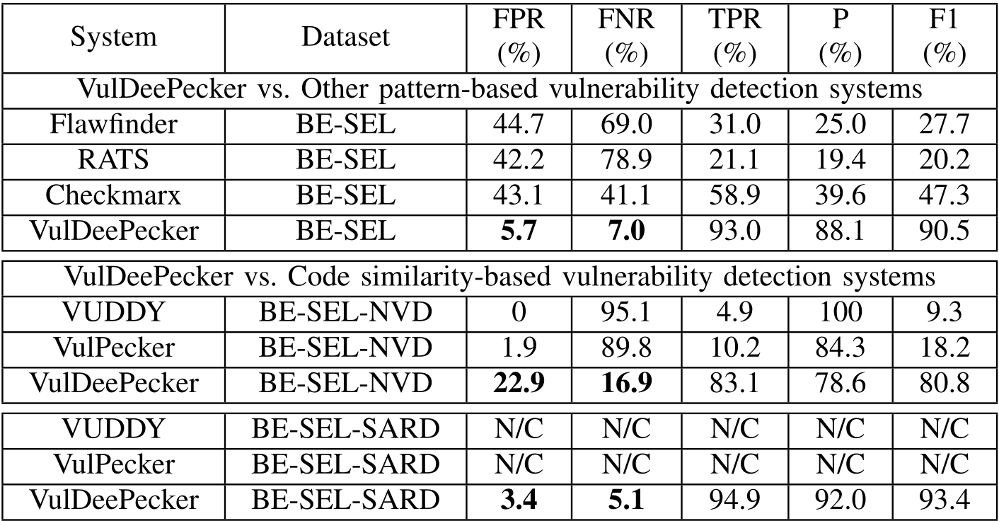 System Dataset FPR (%) FNR (%) TPR (%) P (%) F1 (%)
VulDeePecker vs. Other pattern-based vulnerability detection systems
Flawfinder BE-SEL 44.7 69.0 31.0 25.0 27.7
RATS BE-SEL 42.2 78.9 21.1 19.4 20.2
Checkmarx BE-SEL 43.1 41.1 58.9 39.6 47.3
VulDeePecker BE-SEL 5.7 7.0 93.0 88.1 90.5
VulDeePecker vs. Code similarity-based vulnerability detection systems
VUDDY BE-SEL-NVD 0 95.1 4.9 100 9.3
VulPecker BE-SEL-NVD 1.9 89.8 10.2 84.3 18.2
VulDeePecker BE-SEL-NVD 22.9 16.9 83.1 78.6 80.8
VUDDY BE-SEL-SARD N/C N/C N/C N/C N/C
VulPecker BE-SEL-SARD N/C N/C N/C N/C N/C
VulDeePecker BE-SEL-SARD 3.4 5.1 94.9 92.0 93.4